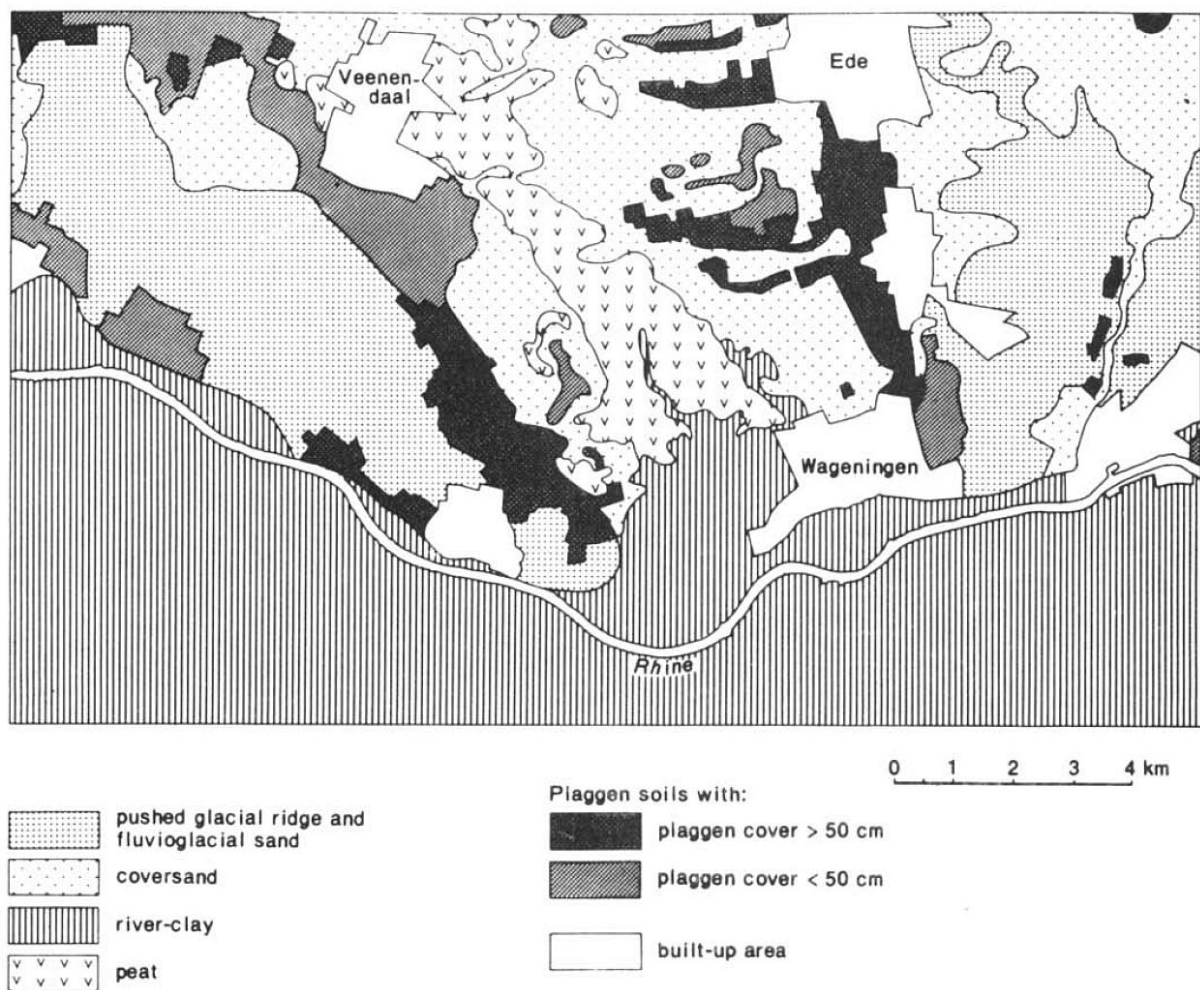 Veenen-
daal
Ede
Wageningen
Rhine
0 1 2 3 4 km
pushed glacial ridge and
fluvioglacial sand
coversand
river-clay
peat
Plaggen soils with:
plaggen cover > 50 cm
plaggen cover < 50 cm
built-up area